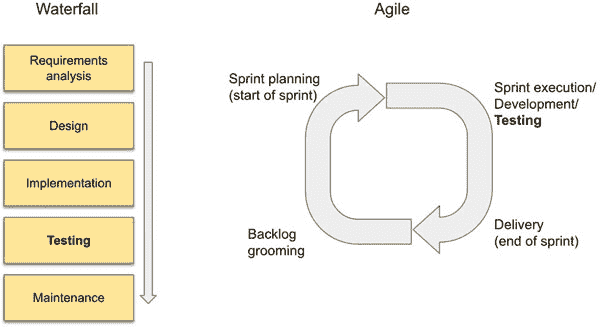 Waterfall
Requirements
analysis
Design
Implementation
Testing
Maintenance
Agile
Sprint planning
(start of sprint)
Sprint execution/
Development/
Testing
Delivery
(end of sprint)
Backlog
grooming